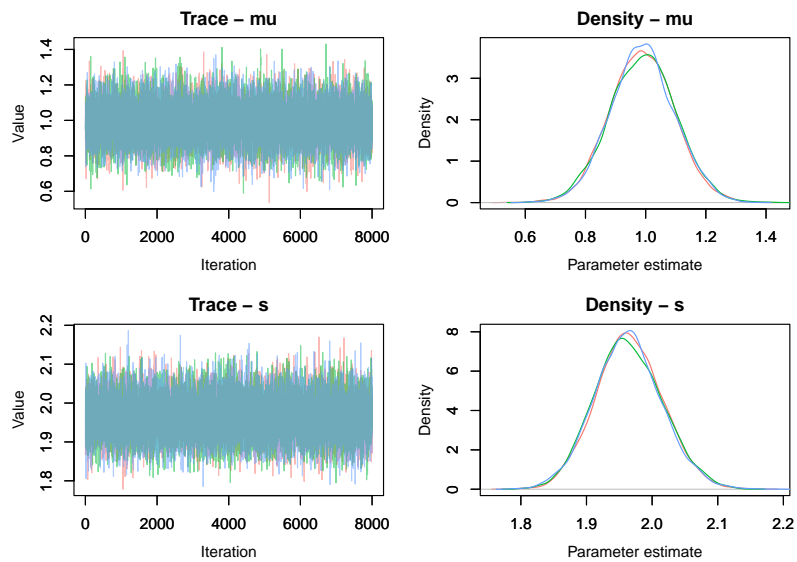 Trace – mu
Value
0.6 0.8 1.0 1.2 1.4
0 2000 4000 6000 8000
Iteration
Density – mu
Density
0 1 2 3
0.6 0.8 1.0 1.2 1.4
Parameter estimate
Trace – s
Value
1.8 1.9 2.0 2.1 2.2
0 2000 4000 6000 8000
Iteration
Density – s
Density
0 2 4 6 8
1.8 1.9 2.0 2.1 2.2
Parameter estimate